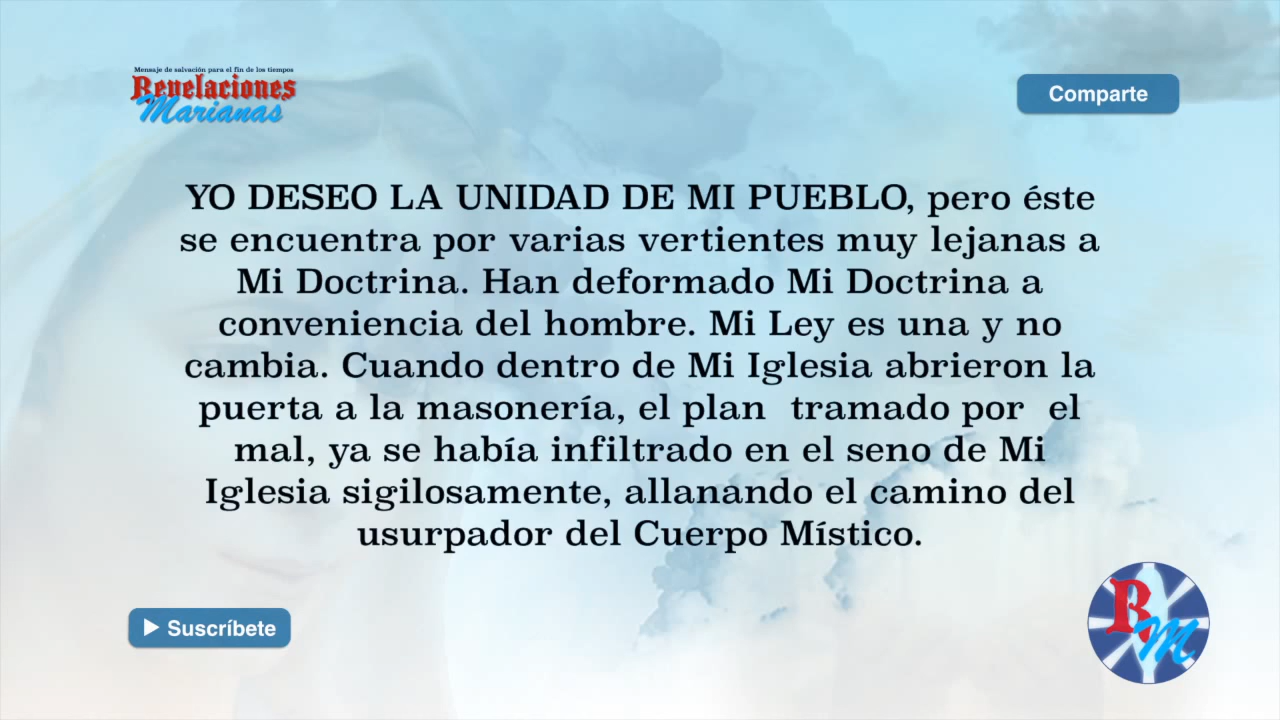 Mensaje de salvación para el fin de los tiempos
Revelaciones
Marianas
Comparte
YO DESEO LA UNIDAD DE MI PUEBLO, pero éste
se encuentra por varias vertientes muy lejanas a
Mi Doctrina. Han deformado Mi Doctrina a
conveniencia del hombre. Mi Ley es una y no
cambia. Cuando dentro de Mi Iglesia abrieron la
puerta a la masonería, el plan  tramado por  el
mal, ya se había infiltrado en el seno de Mi
Iglesia sigilosamente, allanando el camino del
usurpador del Cuerpo Místico.
Suscríbete
RM